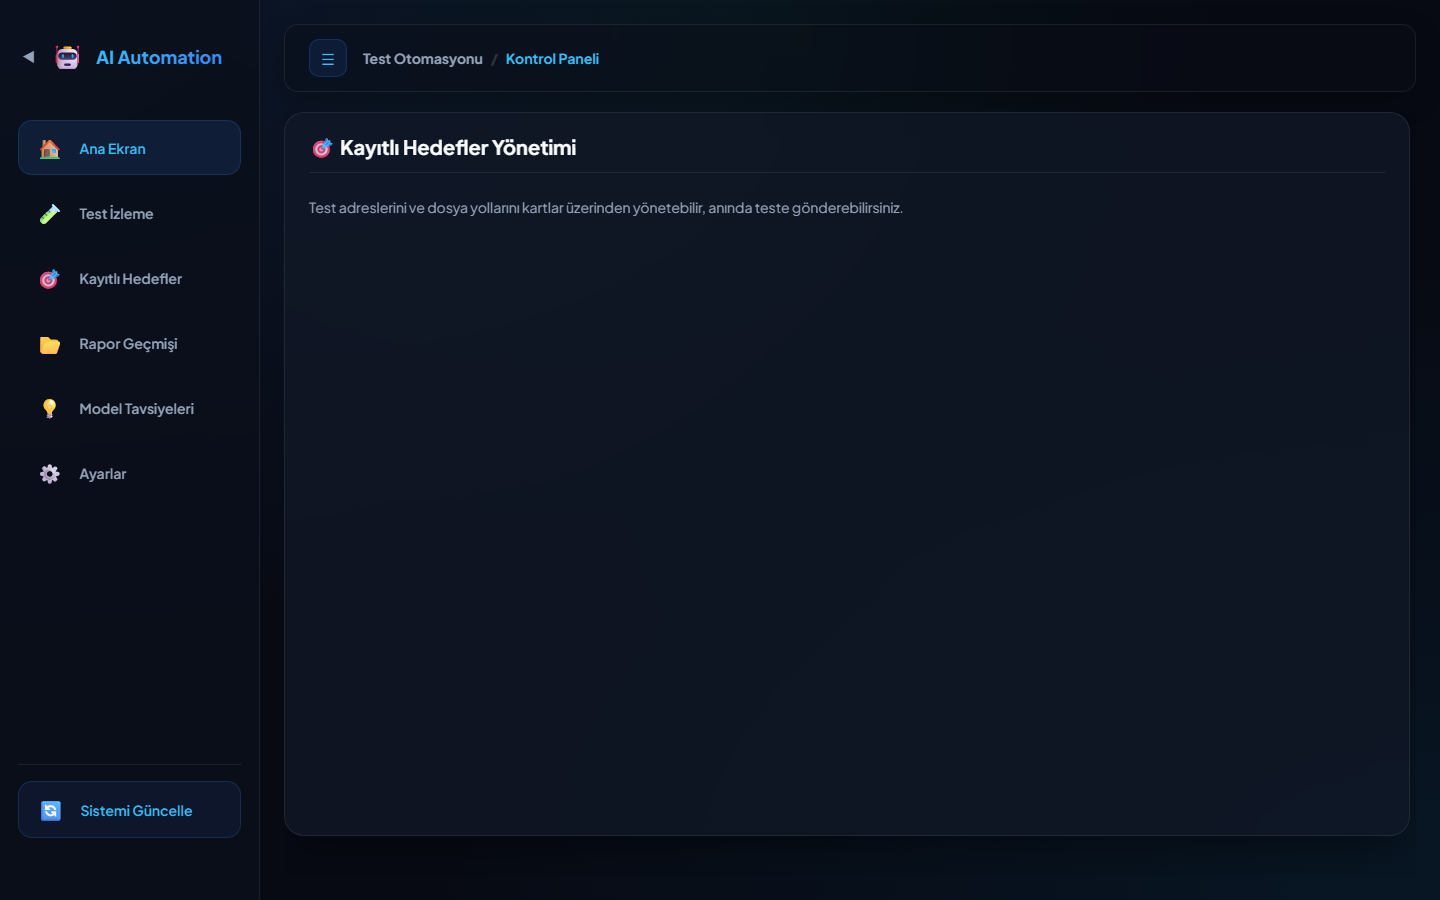 AI Automation
Ana Ekran
Test İzleme
Kayıtlı Hedefler
Rapor Geçmişi
Model Tavsiyeleri
Ayarlar
Sistemi Güncelle
Test Otomasyonu / Kontrol Paneli
Kayıtlı Hedefler Yönetimi
Test adreslerini ve dosya yollarını kartlar üzerinden yönetebilir, anında teste gönderebilirsiniz.